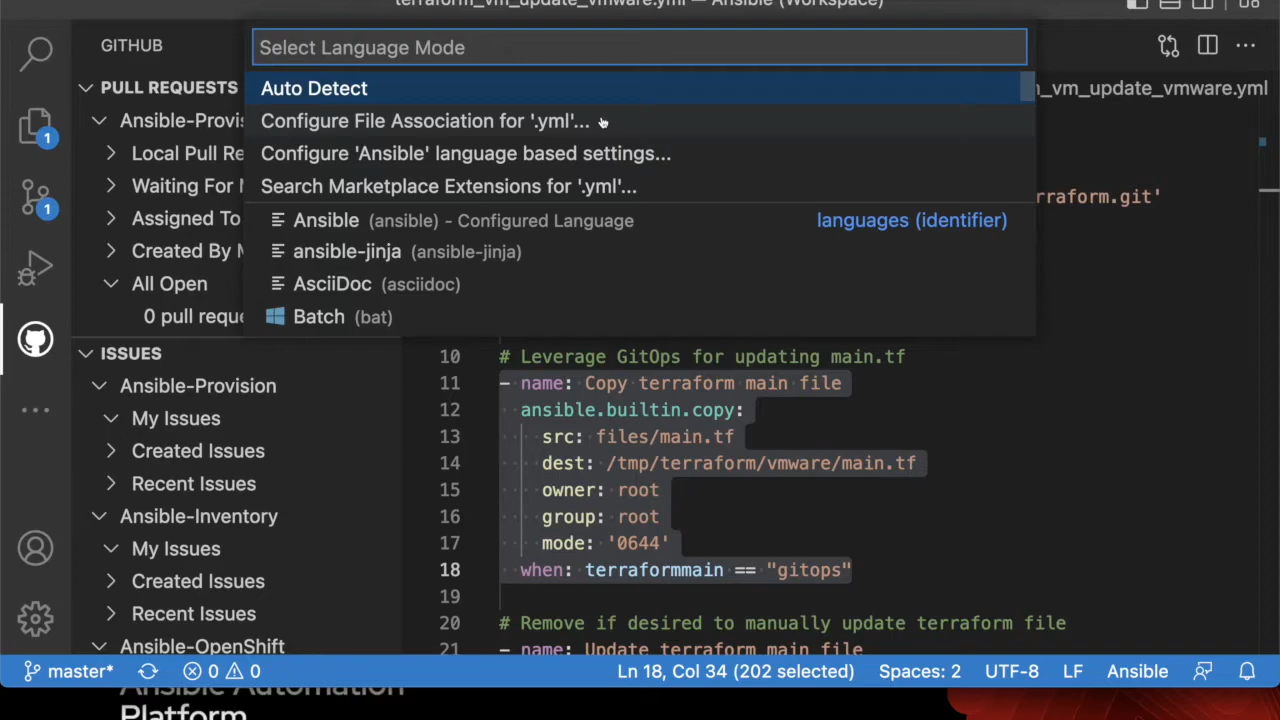 terraform_vm_update_vmware.yml — Ansible (Workspace)
GITHUB
PULL REQUESTS
Ansible-Provi
Local Pull Re
Waiting For
Assigned To
Created By
All Open
0 pull reque
ISSUES
Ansible-Provision
My Issues
Created Issues
Recent Issues
Ansible-Inventory
My Issues
Created Issues
Recent Issues
Ansible-OpenShift
1
1
Select Language Mode
Auto Detect
Configure File Association for '.yml'...
Configure 'Ansible' language based settings...
Search Marketplace Extensions for '.yml'...
Ansible (ansible) - Configured Language languages (identifier)
ansible-jinja (ansible-jinja)
AsciiDoc (asciidoc)
Batch (bat)
_vm_update_vmware.yml
rraform.git'
10 # Leverage GitOps for updating main.tf
11 - name: Copy terraform main file
12 ansible.builtin.copy:
13 src: files/main.tf
14 dest: /tmp/terraform/vmware/main.tf
15 owner: root
16 group: root
17 mode: '0644'
18 when: terraformmain == "gitops"
19
20 # Remove if desired to manually update terraform file
21 - name: Update terraform main file
master* 0 0 Ln 18, Col 34 (202 selected) Spaces: 2 UTF-8 LF Ansible
Ansible Automation
Platform